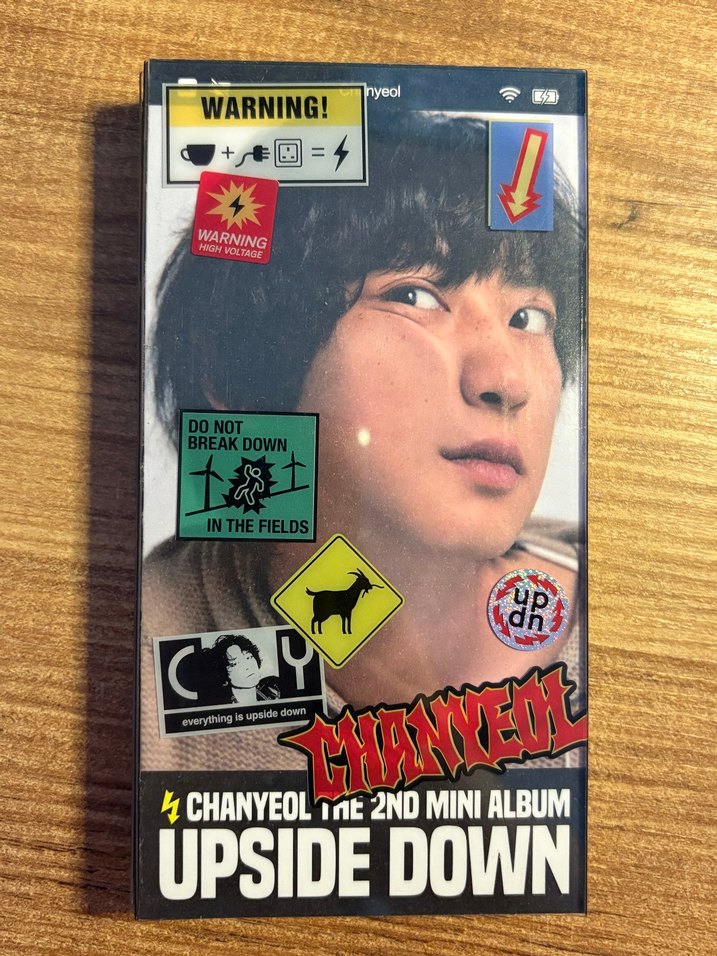 Chanyeol
WARNING!
+ =
WARNING
HIGH VOLTAGE
DO NOT
BREAK DOWN
IN THE FIELDS
up
dn
C Y
everything is upside down
CHANYEOL
CHANYEOL THE 2ND MINI ALBUM
UPSIDE DOWN